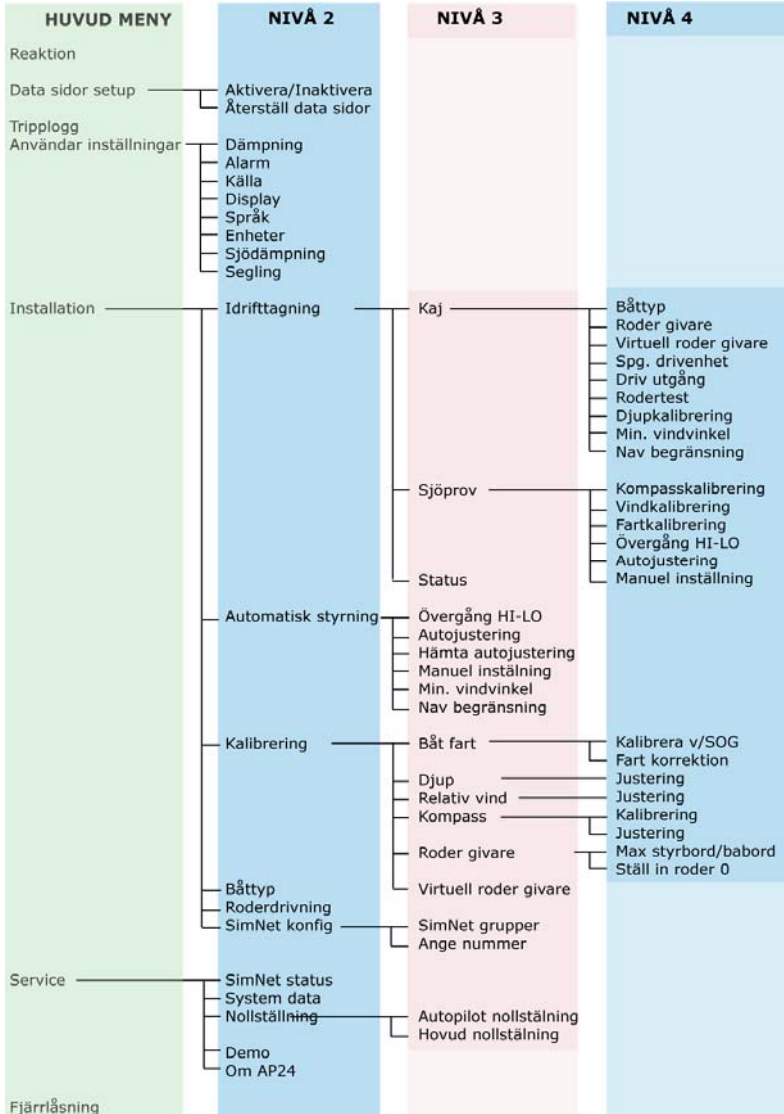 HUVUD MENY NIVÅ 2 NIVÅ 3 NIVÅ 4
Reaktion
Data sidor setup Aktivera/Inaktivera
Återställ data sidor
Tripplogg
Användar inställningar Dämpning
Alarm
Källa
Display
Språk
Enheter
Sjödämpning
Segling
Installation Idrifttagning Kaj Båttyp
Roder givare
Virtuell roder givare
Spg. drivenhet
Driv utgång
Rodertest
Djupkalibrering
Min. vindvinkel
Nav begränsning
Sjöprov Kompasskalibrering
Vindkalibrering
Fartkalibrering
Övergång HI-LO
Autojustering
Status Manuel inställning
Automatisk styrning Övergång HI-LO
Autojustering
Hämta autojustering
Manuel instälning
Min. vindvinkel
Nav begränsning
Kalibrering Båt fart Kalibrera v/SOG
Fart korrektion
Djup Justering
Relativ vind Justering
Kompass Kalibrering
Justering
Roder givare Max styrbord/babord
Ställ in roder 0
Båttyp Virtuell roder givare
Roderdrivning
SimNet konfig SimNet grupper
Ange nummer
Service SimNet status
System data
Nollställning Autopilot nollstälning
Hovud nollstälning
Demo
Om AP24
Fjärrlåsning